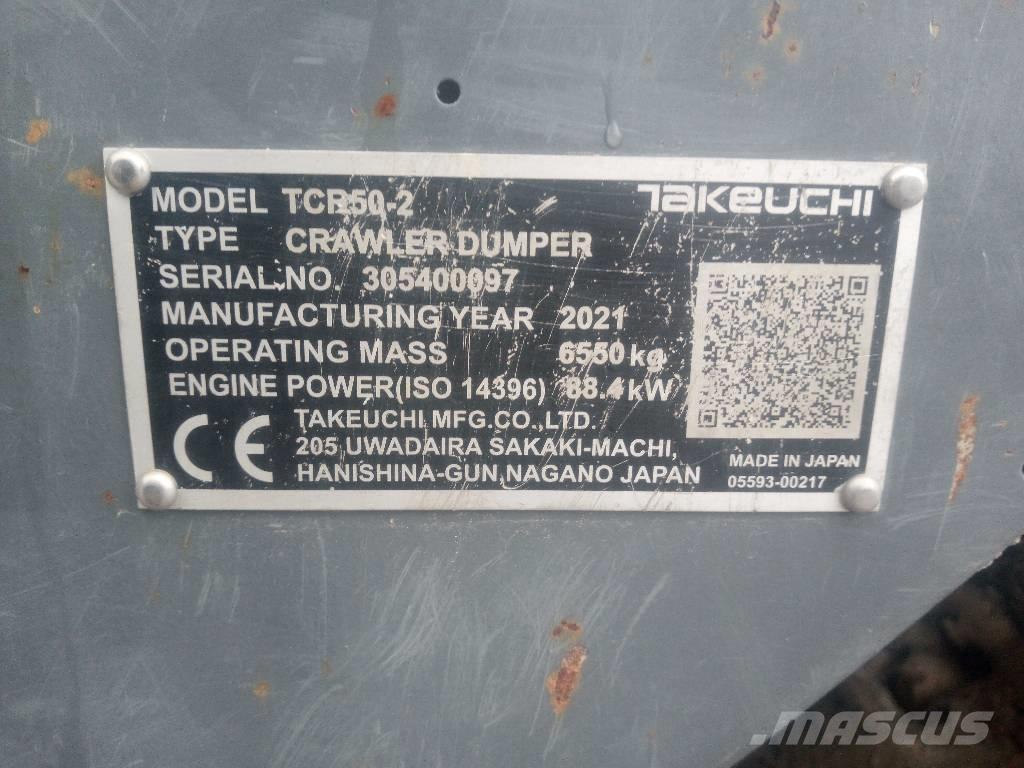 MODEL TCR50-2 TAKEUCHI
TYPE CRAWLER DUMPER
SERIAL NO. 305400097
MANUFACTURING YEAR 2021
OPERATING MASS 6550 kg
ENGINE POWER(ISO 14396) 88.4 kW
CE
TAKEUCHI MFG.CO.,LTD.
205 UWADAIRA SAKAKI-MACHI,
HANISHINA-GUN,NAGANO JAPAN
MADE IN JAPAN
05593-00217
MASCUS